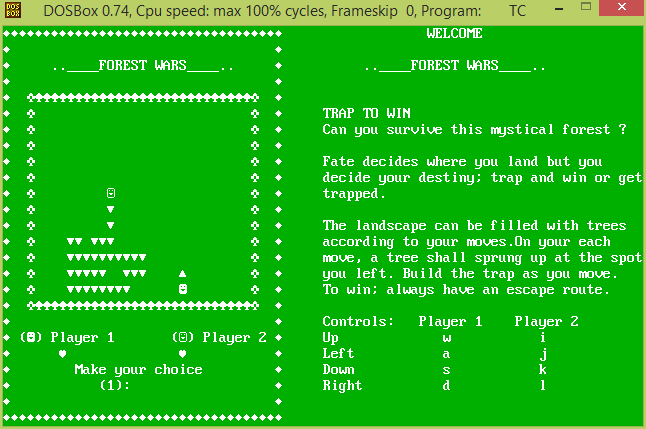 DOSBox 0.74, Cpu speed: max 100% cycles, Frameskip 0, Program: TC
WELCOME
..____FOREST WARS____..
..____FOREST WARS____..
TRAP TO WIN
Can you survive this mystical forest ?
Fate decides where you land but you
decide your destiny; trap and win or get
trapped.
The landscape can be filled with trees
according to your moves.On your each
move, a tree shall sprung up at the spot
you left. Build the trap as you move.
To win; always have an escape route.
(☻) Player 1 (☺) Player 2
♥ ♥
Make your choice
(1):
Controls: Player 1 Player 2
Up w i
Left a j
Down s k
Right d l